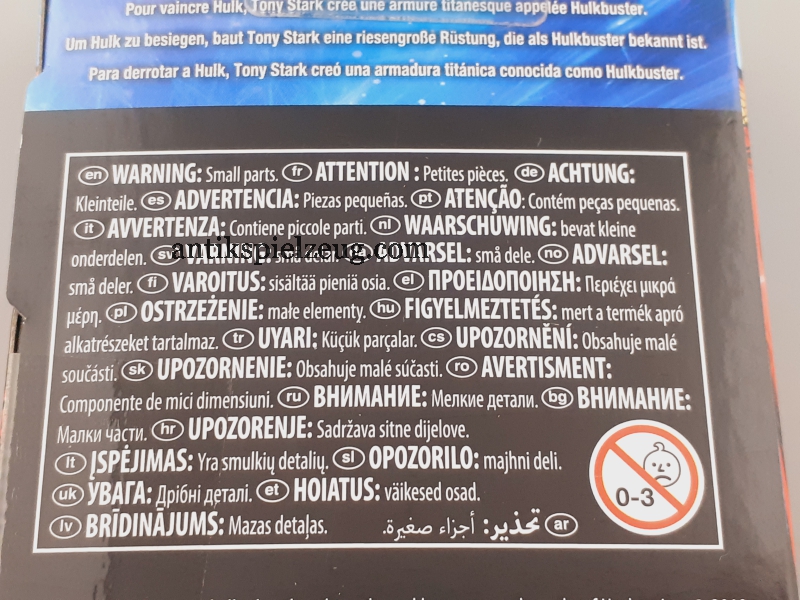 Pour vaincre Hulk, Tony Stark crée une armure titanesque appelée Hulkbuster.
Um Hulk zu besiegen, baut Tony Stark eine riesengroße Rüstung, die als Hulkbuster bekannt ist.
Para derrotar a Hulk, Tony Stark creó una armadura titánica conocida como Hulkbuster.
en WARNING: Small parts. fr ATTENTION : Petites pièces. de ACHTUNG:
Kleinteile. es ADVERTENCIA: Piezas pequeñas. pt ATENÇÃO: Contém peças pequenas.
it AVVERTENZA: Contiene piccole parti. nl WAARSCHUWING: bevat kleine
onderdelen. sv VARNING: små delar. ADVARSEL: små dele. no ADVARSEL:
antikspielzeug.com
små deler. fi VAROITUS: sisältää pieniä osia. el ΠΡΟΕΙΔΟΠΟΙΗΣΗ: Περιέχει μικρά
μέρη. pl OSTRZEŻENIE: małe elementy. hu FIGYELMEZTETÉS: mert a termék apró
alkatrészeket tartalmaz. tr UYARI: Küçük parçalar. cs UPOZORNĚNÍ: Obsahuje malé
součásti. sk UPOZORNENIE: Obsahuje malé súčasti. ro AVERTISMENT:
Componente de mici dimensiuni. ru ВНИМАНИЕ: Мелкие детали. bg ВНИМАНИЕ:
Малки части. hr UPOZORENJE: Sadržava sitne dijelove.
lt ĮSPĖJIMAS: Yra smulkių detalių. sl OPOZORILO: majhni deli.
uk УВАГА: Дрібні деталі. et HOIATUS: väikesed osad.
lv BRĪDINĀJUMS: Mazas detaļas. ar تحذير: أجزاء صغيرة.
0-3